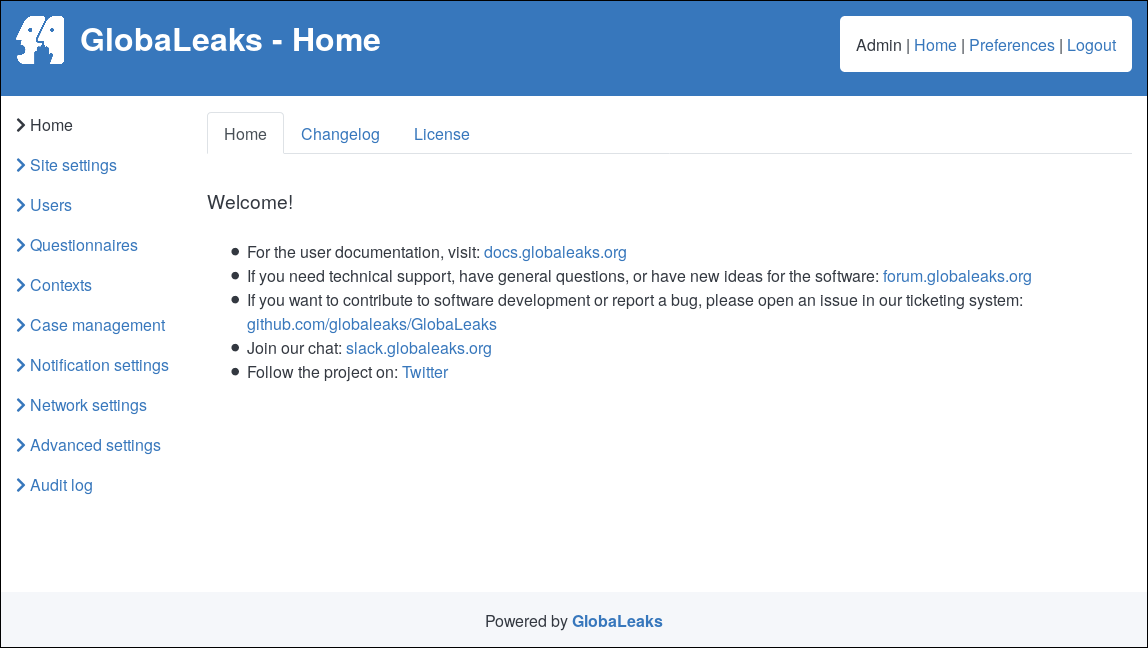 GlobaLeaks - Home
Admin | Home | Preferences | Logout
Home
Site settings
Users
Questionnaires
Contexts
Case management
Notification settings
Network settings
Advanced settings
Audit log
Home Changelog License
Welcome!
For the user documentation, visit: docs.globaleaks.org
If you need technical support, have general questions, or have new ideas for the software: forum.globaleaks.org
If you want to contribute to software development or report a bug, please open an issue in our ticketing system:
github.com/globaleaks/GlobaLeaks
Join our chat: slack.globaleaks.org
Follow the project on: Twitter
Powered by GlobaLeaks